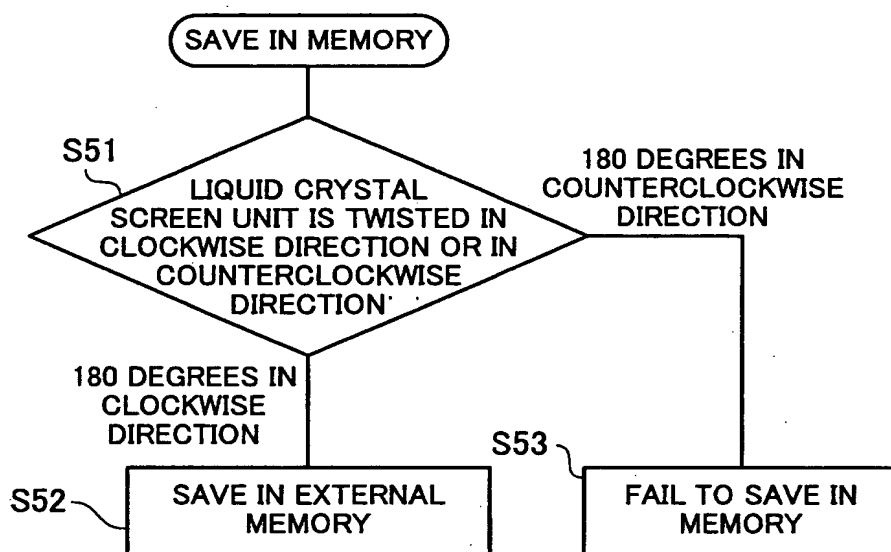 SAVE IN MEMORY
S51
LIQUID CRYSTAL
SCREEN UNIT IS TWISTED IN
CLOCKWISE DIRECTION OR IN
COUNTERCLOCKWISE
DIRECTION
180 DEGREES IN
COUNTERCLOCKWISE
DIRECTION
180 DEGREES IN
CLOCKWISE
DIRECTION
S52
SAVE IN EXTERNAL
MEMORY
S53
FAIL TO SAVE IN
MEMORY